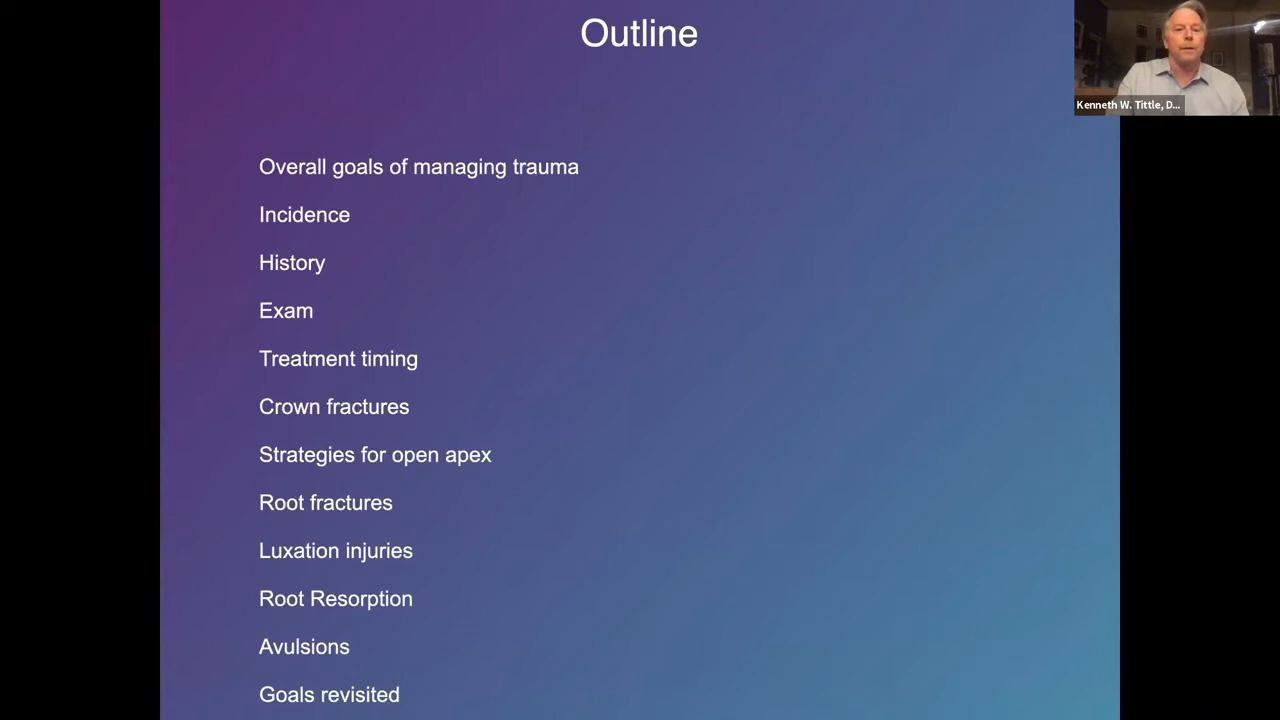 Outline
Kenneth W. Tittle, D...
Overall goals of managing trauma
Incidence
History
Exam
Treatment timing
Crown fractures
Strategies for open apex
Root fractures
Luxation injuries
Root Resorption
Avulsions
Goals revisited